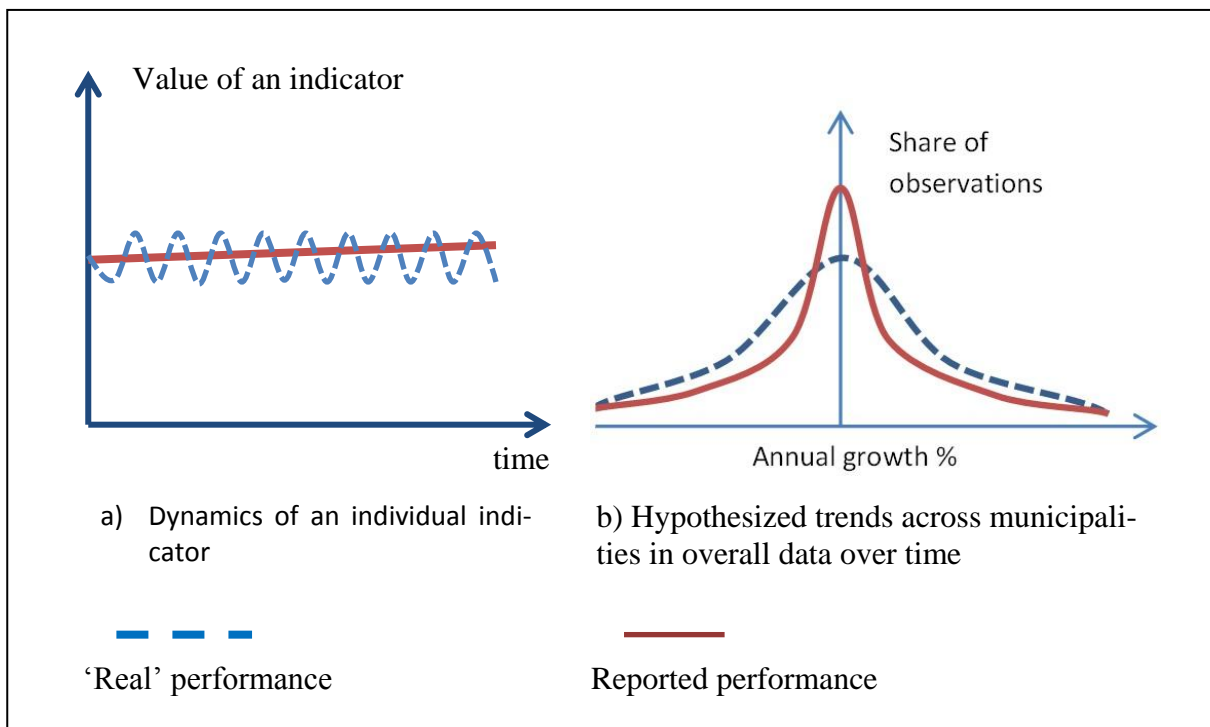 Value of an indicator
time
Share of
observations
Annual growth %
a) Dynamics of an individual indi-
cator
b) Hypothesized trends across municipali-
ties in overall data over time
‘Real’ performance
Reported performance